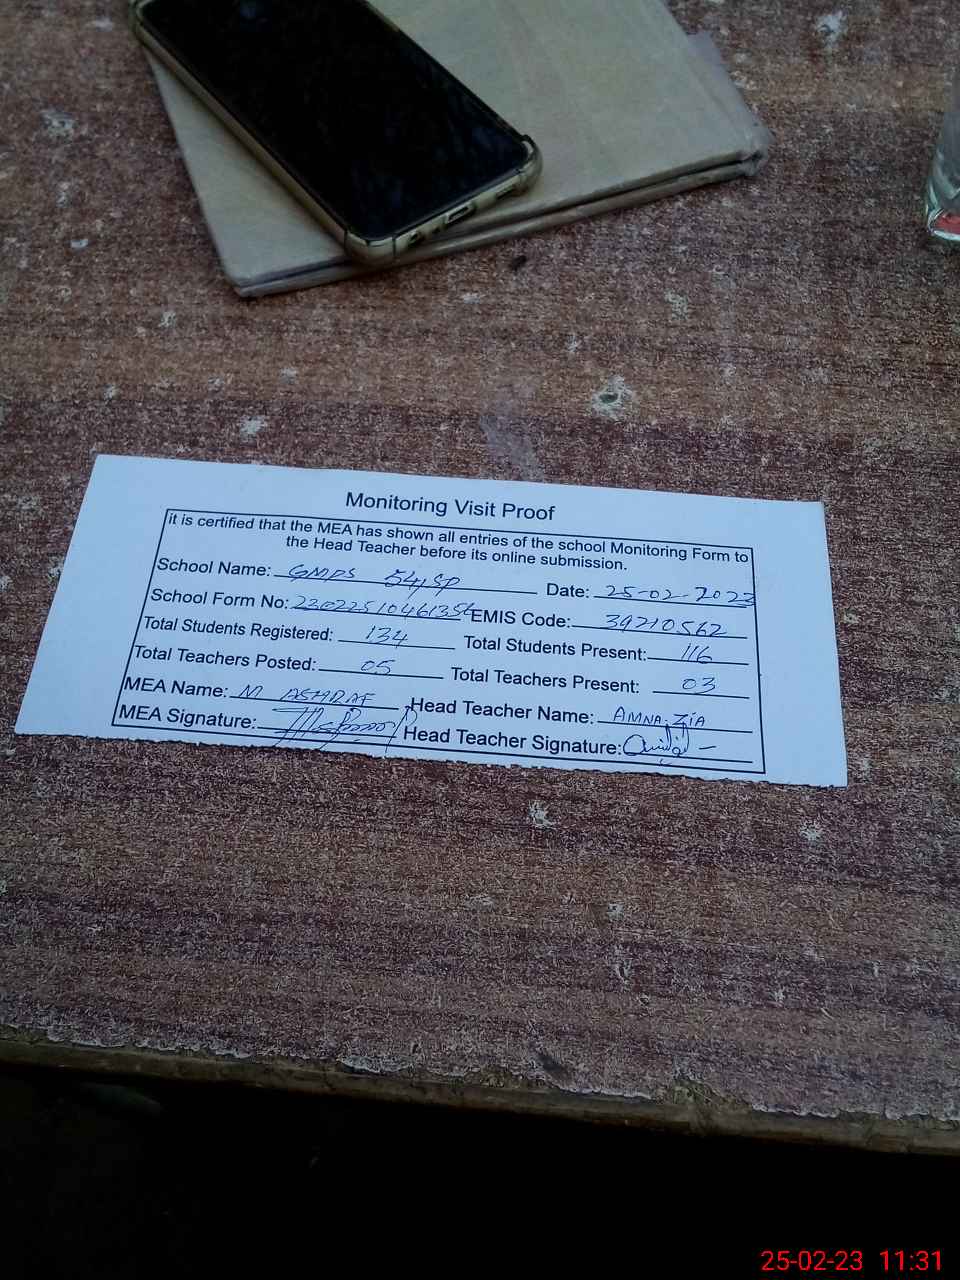 Monitoring Visit Proof
it is certified that the MEA has shown all entries of the school Monitoring Form to
the Head Teacher before its online submission.
School Name: GMPS 54/SP Date: 25-02-2023
School Form No: EMIS Code: 39210562
Total Students Registered: 134 Total Students Present: 116
Total Teachers Posted: 05 Total Teachers Present: 03
MEA Name: M ASHRAF Head Teacher Name: AMNA ZIA
MEA Signature: Head Teacher Signature:
25-02-23 11:31